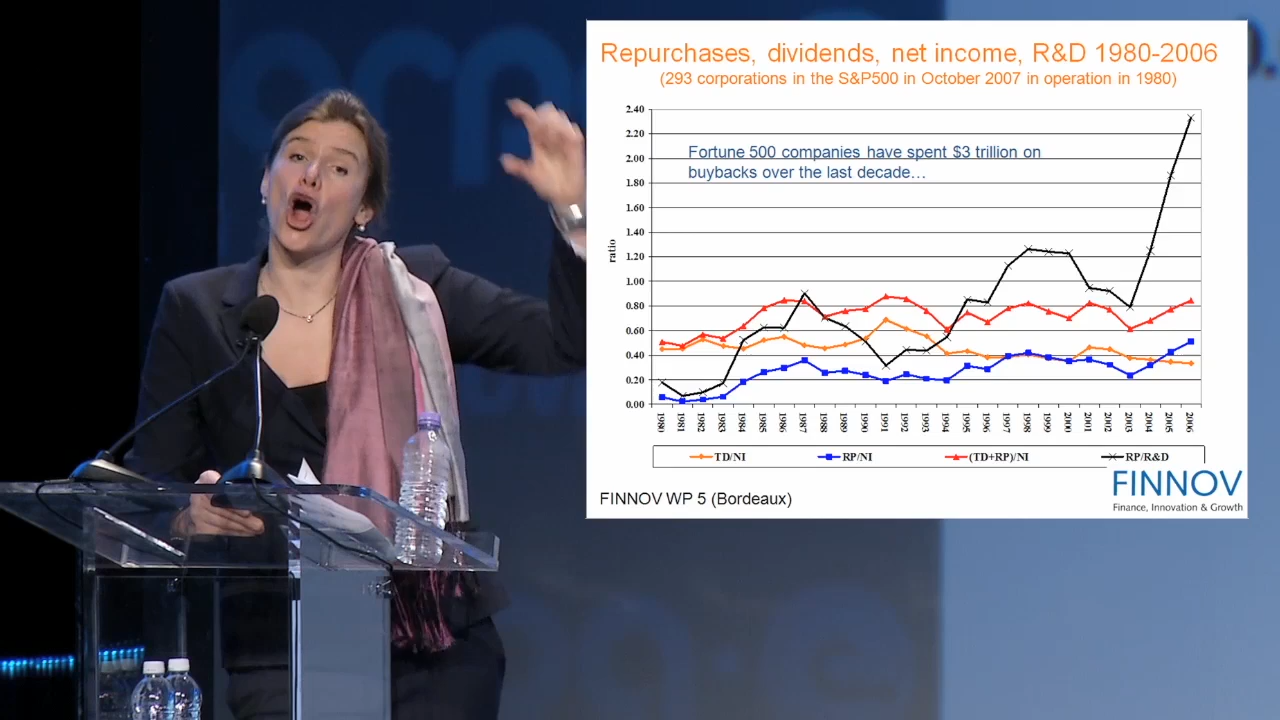 Repurchases, dividends, net income, R&D 1980-2006
(293 corporations in the S&P500 in October 2007 in operation in 1980)
2.40
2.20
2.00
1.80
1.60
1.40
1.20
1.00
0.80
0.60
0.40
0.20
0.00
ratio
Fortune 500 companies have spent $3 trillion on
buybacks over the last decade…
1980 1981 1982 1983 1984 1985 1986 1987 1988 1989 1990 1991 1992 1993 1994 1995 1996 1997 1998 1999 2000 2001 2002 2003 2004 2005 2006
TD/NI RP/NI (TD+RP)/NI RP/R&D
FINNOV WP 5 (Bordeaux)
FINNOV
Finance, Innovation & Growth